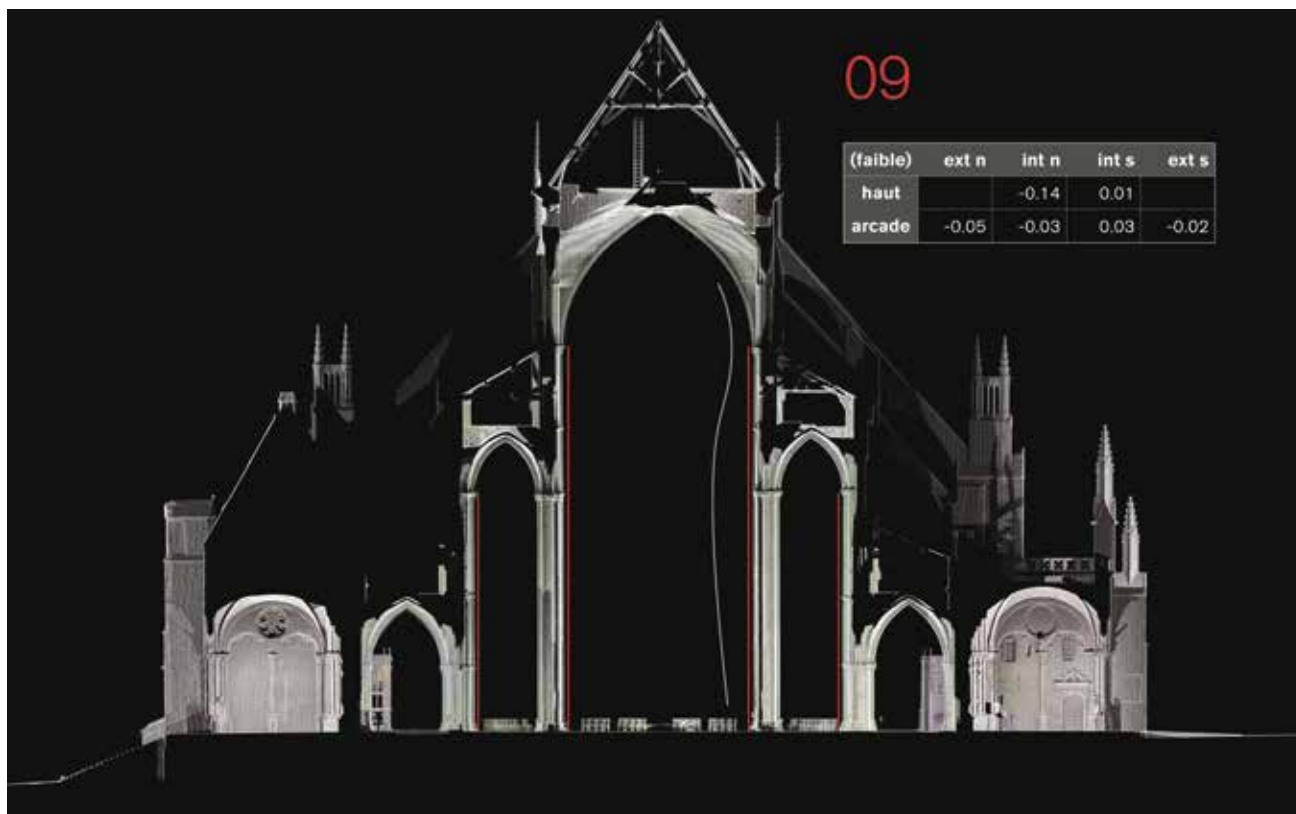 09
(faible) ext n int n int s ext s
haut -0.14 0.01
arcade -0.05 -0.03 0.03 -0.02